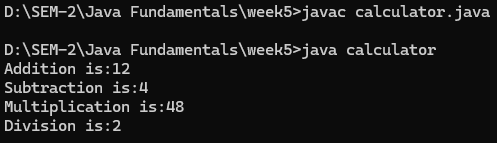 D:\SEM-2\Java Fundamentals\week5>javac calculator.java
D:\SEM-2\Java Fundamentals\week5>java calculator
Addition is:12
Subtraction is:4
Multiplication is:48
Division is:2